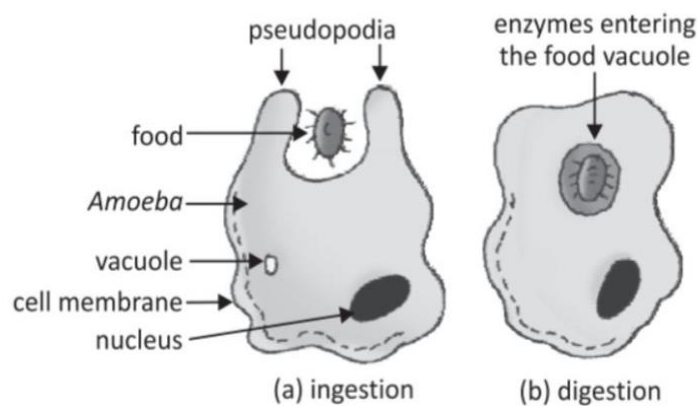 pseudopodia
enzymes entering
the food vacuole
food
Amoeba
vacuole
cell membrane
nucleus
(a) ingestion
(b) digestion